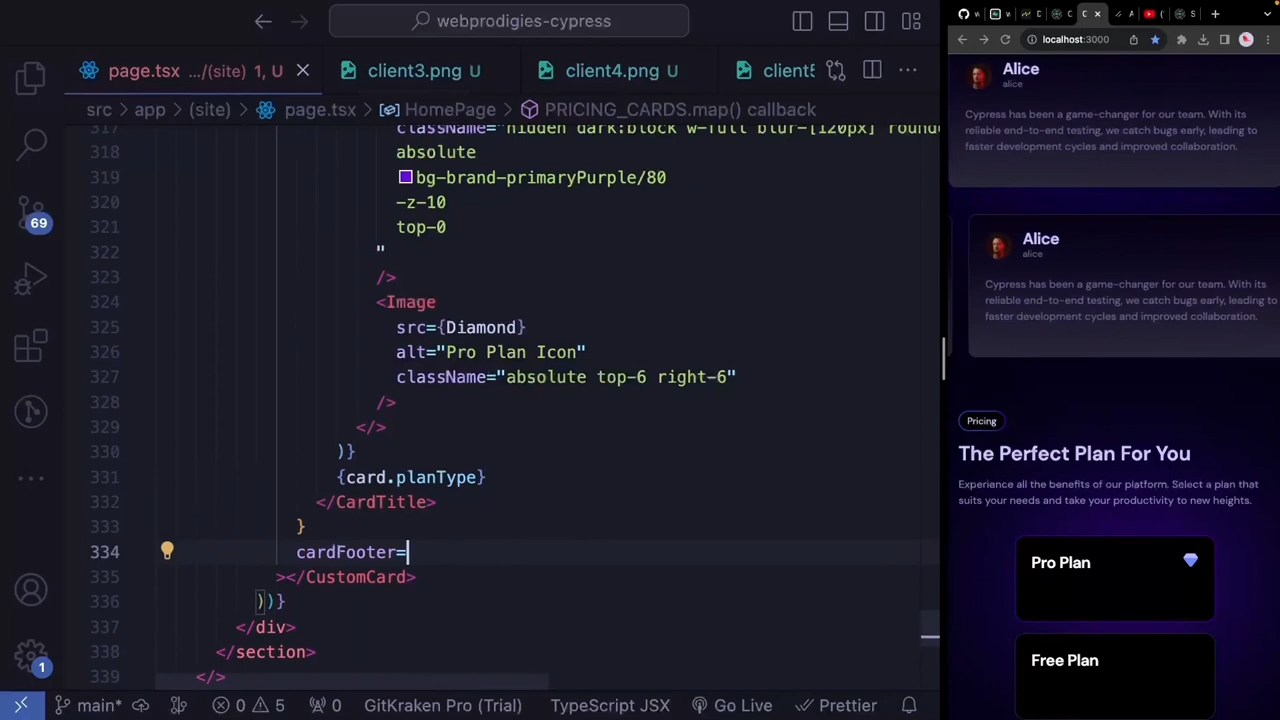 webprodigies-cypress
page.tsx .../(site) 1, U
client3.png U
client4.png U
src > app > (site) > page.tsx > HomePage > PRICING_CARDS.map() callback
317
318
319
320
321
322
323
324
325
326
327
328
329
330
331
332
333
334
335
336
337
338
339
className="hidden dark:block w-full blur-[120px]
absolute
bg-brand-primaryPurple/80
-z-10
top-0
"
/>
<Image
src={Diamond}
alt="Pro Plan Icon"
className="absolute top-6 right-6"
/>
</>
)}
{card.planType}
</CardTitle>
}
cardFooter=
></CustomCard>
))}
</div>
</section>
</>
69
1
main*
0
5
0
GitKraken Pro (Trial)
TypeScript JSX
Go Live
Prettier
localhost:3000
Alice
alice
Cypress has been a game-changer for our team. With its
reliable end-to-end testing, we catch bugs early, leading to
faster development cycles and improved collaboration.
Alice
alice
Cypress has been a game-changer for our team. With its
reliable end-to-end testing, we catch bugs early, leading to
faster development cycles and improved collaboration.
Pricing
The Perfect Plan For You
Experience all the benefits of our platform. Select a plan that
suits your needs and take your productivity to new heights.
Pro Plan
Free Plan